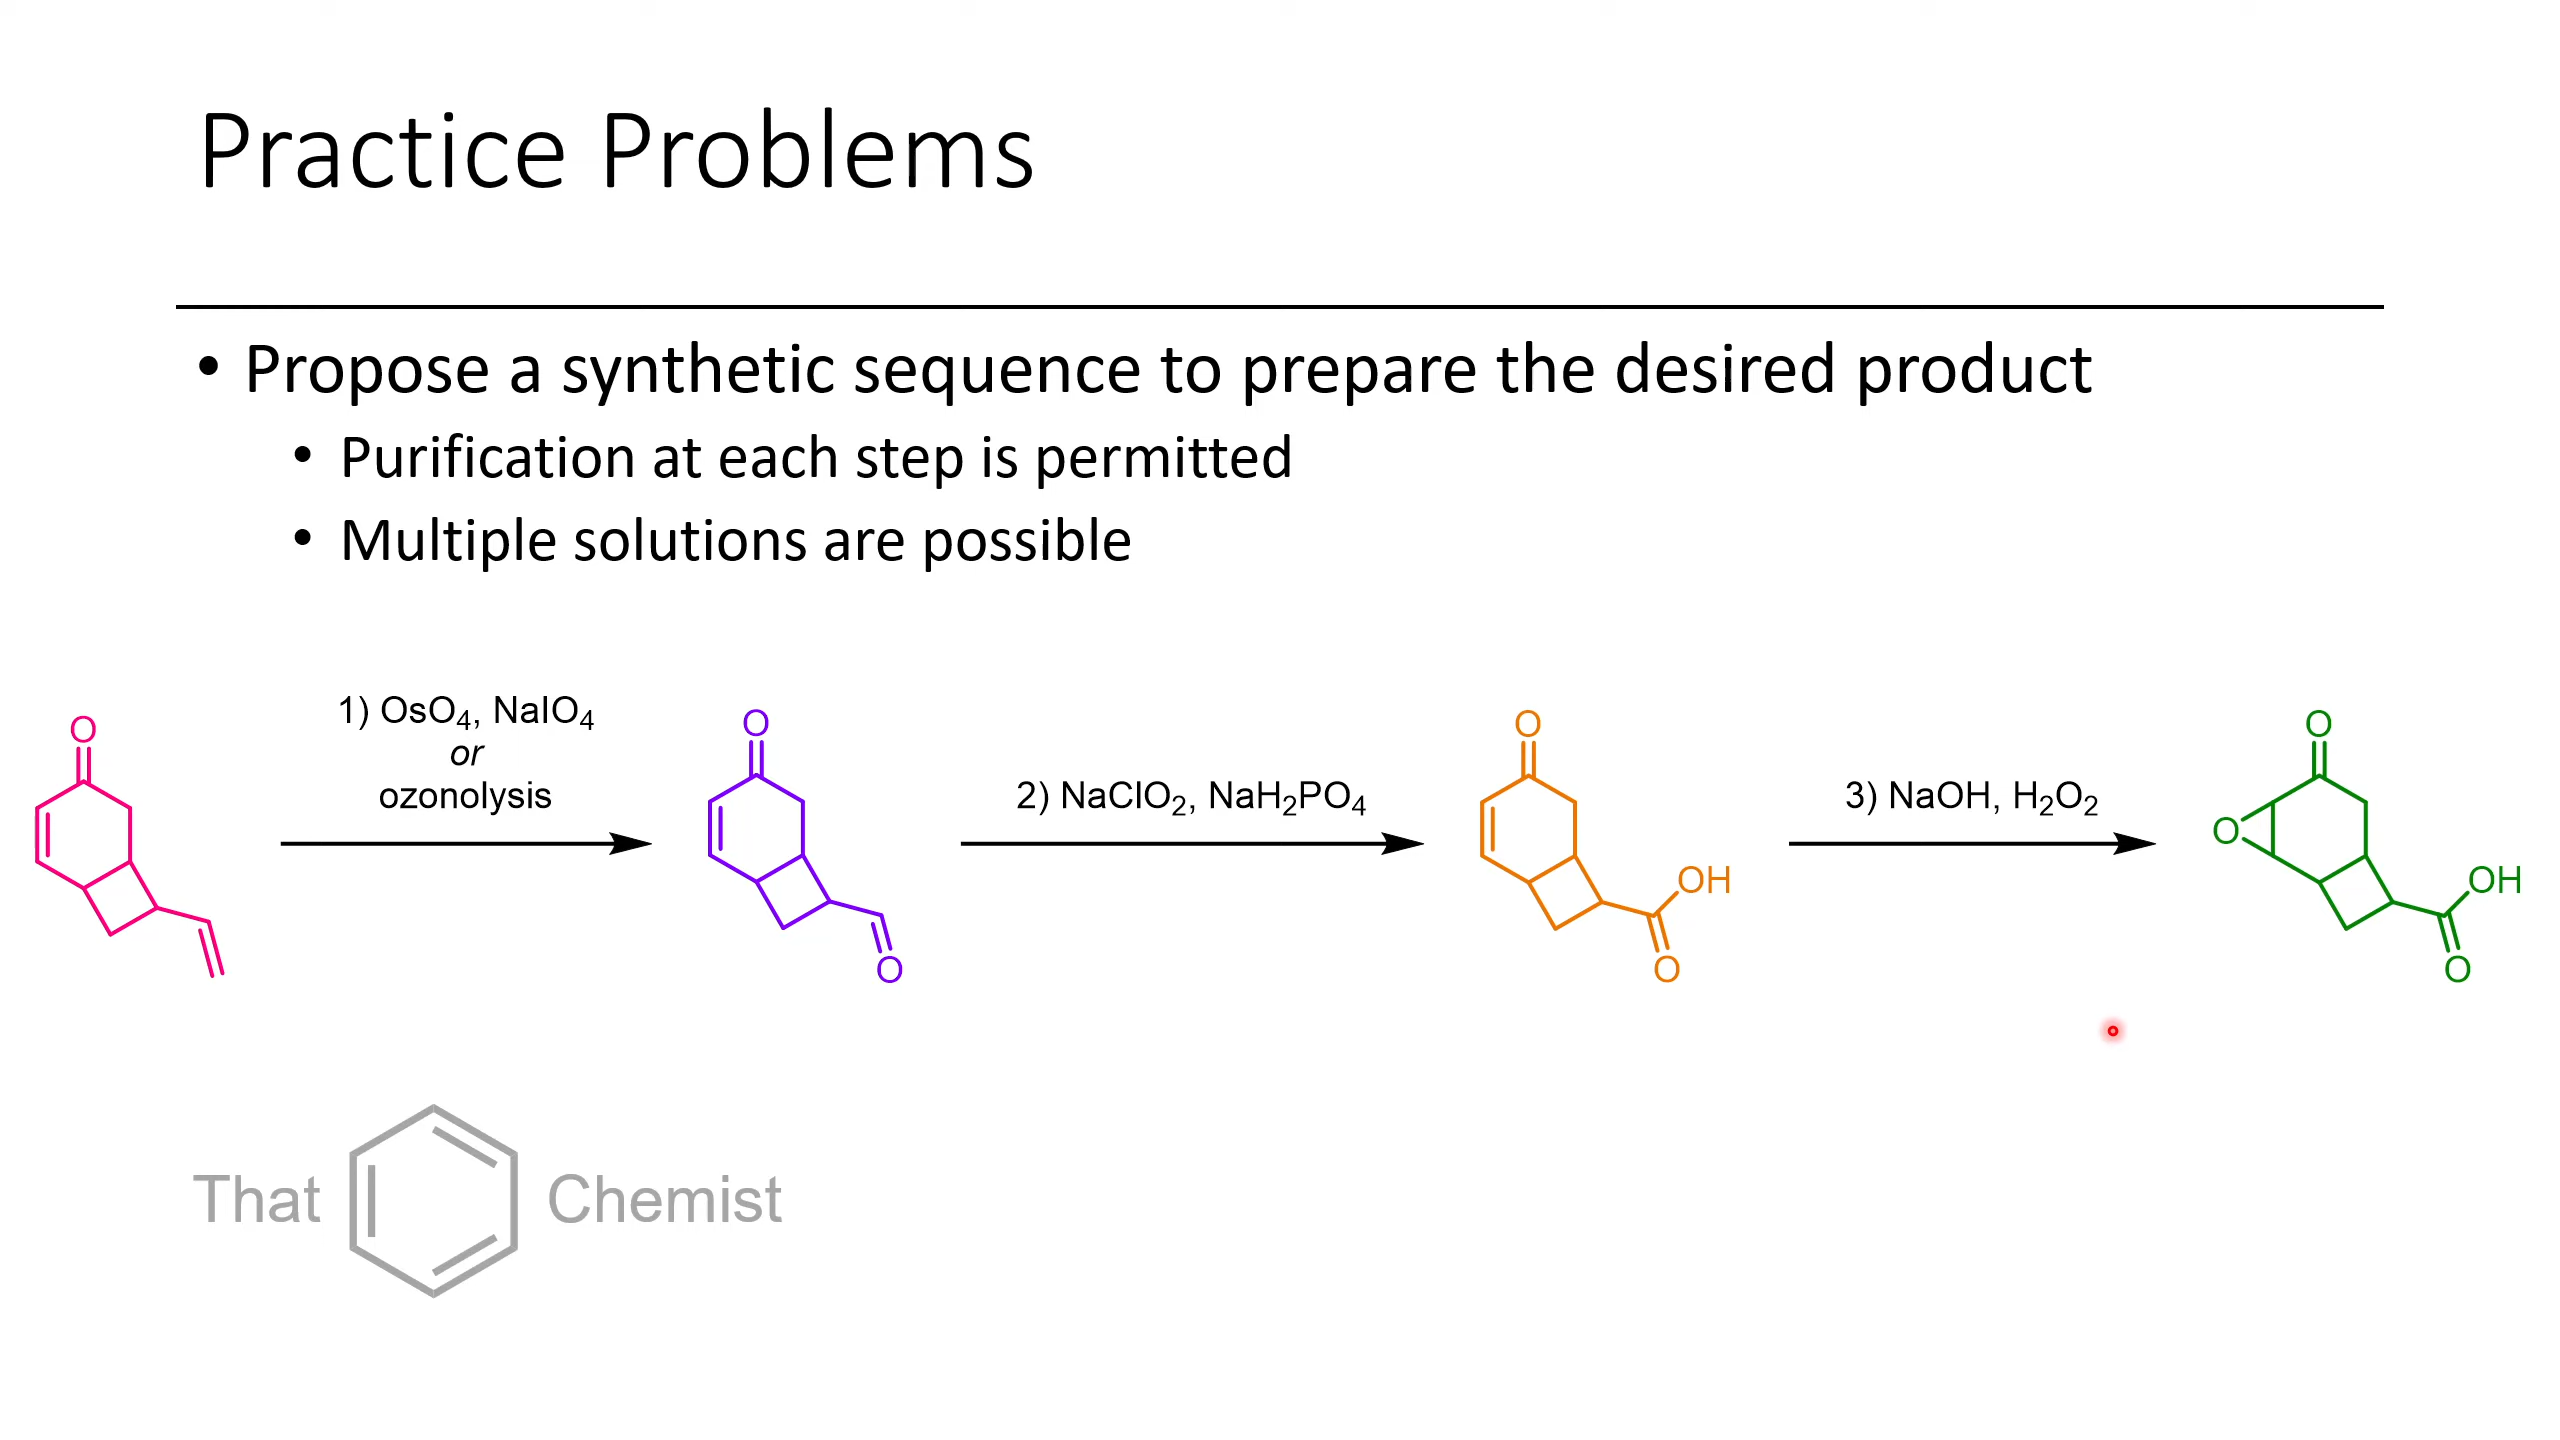 Practice Problems
• Propose a synthetic sequence to prepare the desired product
• Purification at each step is permitted
• Multiple solutions are possible
1) OsO₄, NaIO₄
or
ozonolysis
2) NaClO₂, NaH₂PO₄
3) NaOH, H₂O₂
O
O
O
OH
O
O
O
OH
O
O
That Chemist